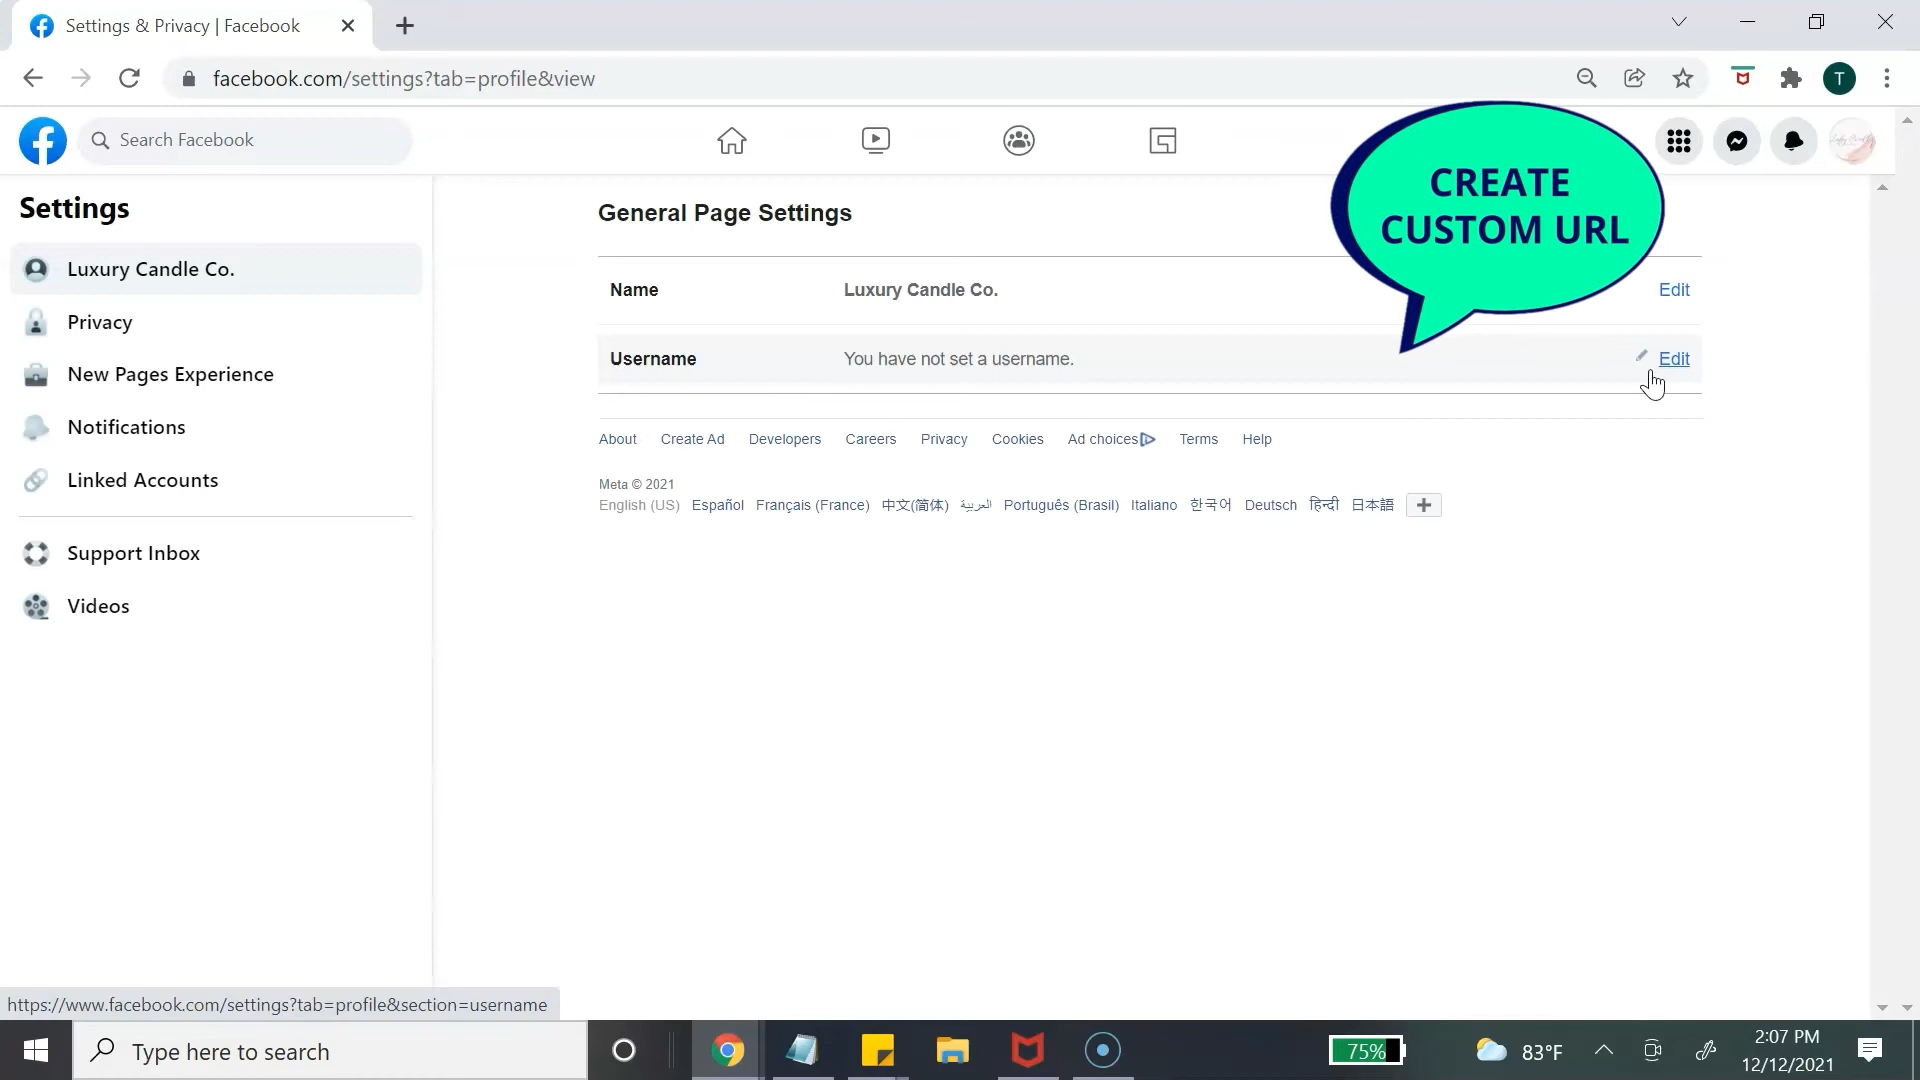 Settings & Privacy | Facebook
facebook.com/settings?tab=profile&view
T
Search Facebook
CREATE
CUSTOM URL
Settings
Luxury Candle Co.
Privacy
New Pages Experience
Notifications
Linked Accounts
Support Inbox
Videos
General Page Settings
Name Luxury Candle Co. Edit
Username You have not set a username. Edit
About Create Ad Developers Careers Privacy Cookies Ad choices Terms Help
Meta © 2021
English (US) Español Français (France) 中文(简体) العربية Português (Brasil) Italiano 한국어 Deutsch हिन्दी 日本語
https://www.facebook.com/settings?tab=profile&section=username
Type here to search
75%
83°F
2:07 PM
12/12/2021